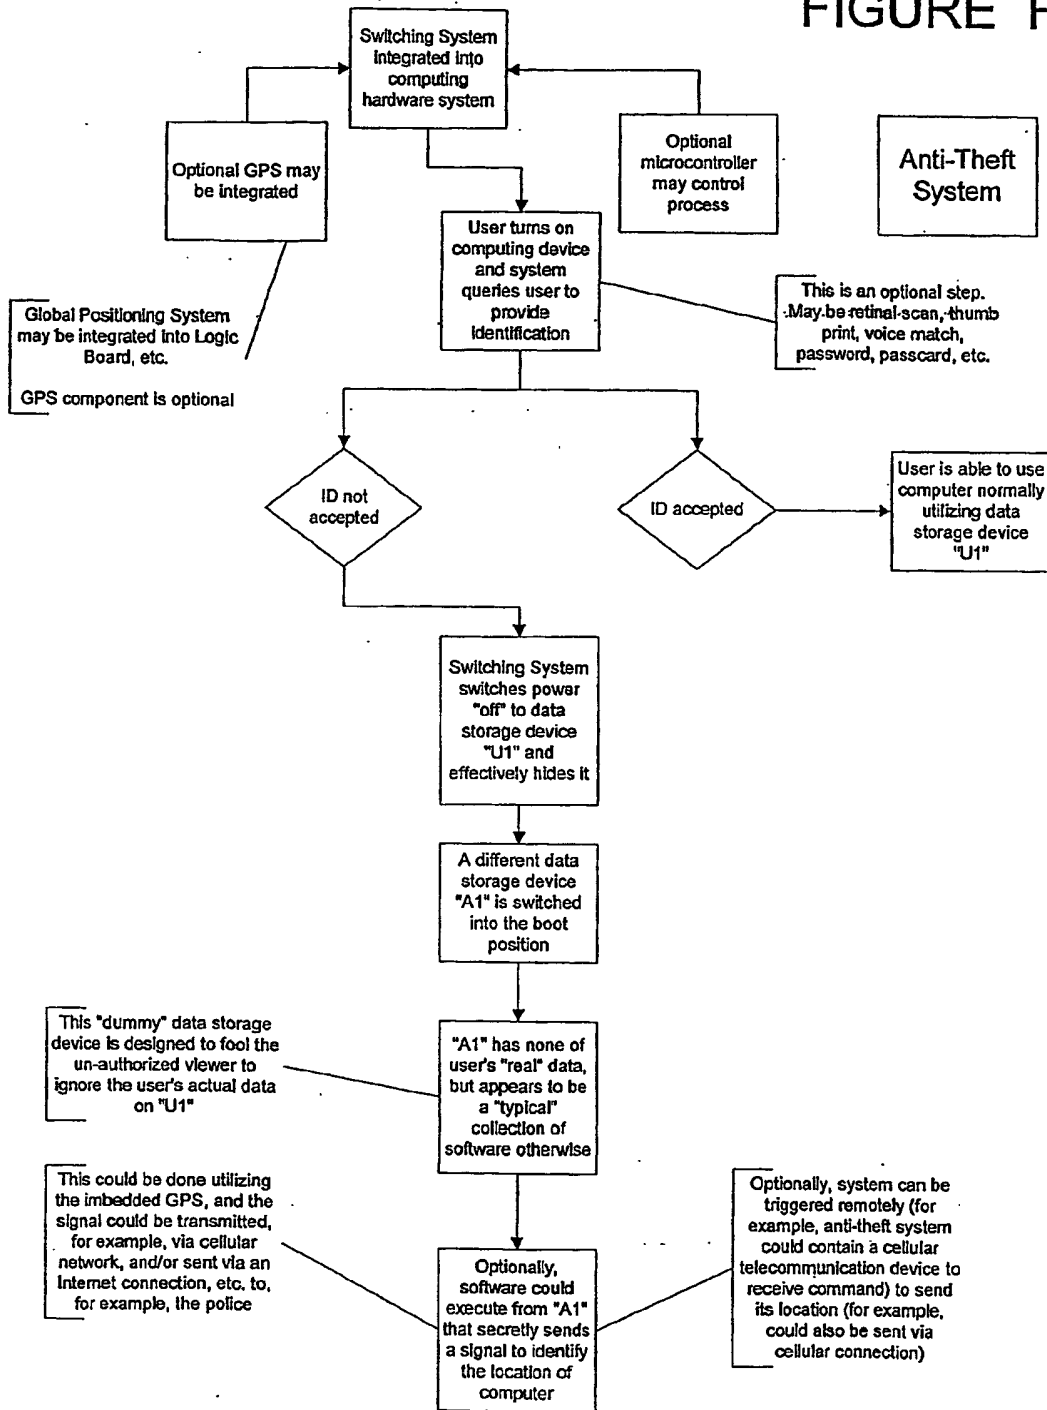 FIGURE F
Switching System
integrated into
computing
hardware system
Optional GPS may
be integrated
Optional
microcontroller
may control
process
Anti-Theft
System
User turns on
computing device
and system
queries user to
provide
identification
Global Positioning System
may be integrated into Logic
Board, etc.
GPS component is optional
This is an optional step.
May be retinal scan, thumb
print, voice match,
password, passcard, etc.
ID not
accepted
ID accepted
User is able to use
computer normally
utilizing data
storage device
"U1"
Switching System
switches power
"off" to data
storage device
"U1" and
effectively hides it
A different data
storage device
"A1" is switched
into the boot
position
This "dummy" data storage
device is designed to fool the
un-authorized viewer to
ignore the user's actual data
on "U1"
"A1" has none of
user's "real" data,
but appears to be
a "typical"
collection of
software otherwise
This could be done utilizing
the imbedded GPS, and the
signal could be transmitted,
for example, via cellular
network, and/or sent via an
Internet connection, etc. to,
for example, the police
Optionally,
software could
execute from "A1"
that secretly sends
a signal to identify
the location of
computer
Optionally, system can be
triggered remotely (for
example, anti-theft system
could contain a cellular
telecommunication device to
receive command) to send
its location (for example,
could also be sent via
cellular connection)